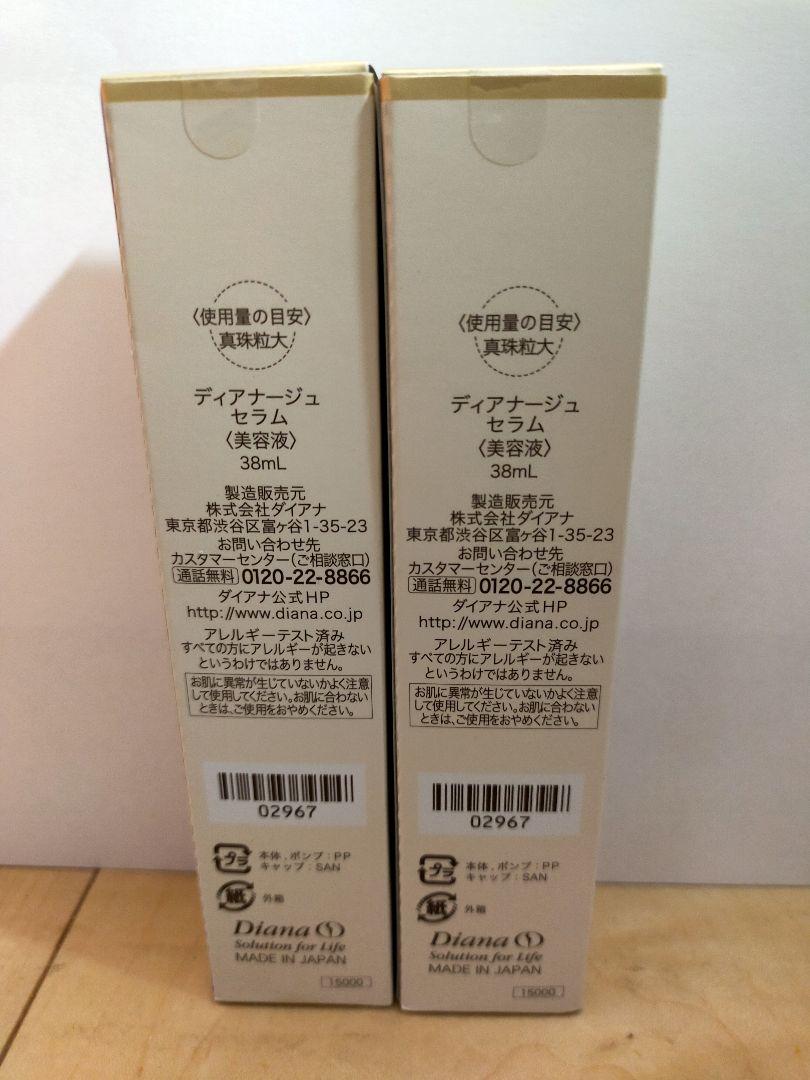 〈使用量の目安〉
真珠粒大
ディアナージュ
セラム
〈美容液〉
38mL
製造販売元
株式会社ダイアナ
東京都渋谷区富ヶ谷1-35-23
お問い合わせ先
カスタマーセンター(ご相談窓口)
通話無料 0120-22-8866
ダイアナ公式HP
http://www.diana.co.jp
アレルギーテスト済み
すべての方にアレルギーが起きない
というわけではありません。
お肌に異常が生じていないかよく注意
して使用してください。お肌に合わない
ときは、ご使用をおやめください。
02967
プラ 本体,ポンプ:PP
キャップ:SAN
紙 外箱
Diana
Solution for Life
MADE IN JAPAN
15000
〈使用量の目安〉
真珠粒大
ディアナージュ
セラム
〈美容液〉
38mL
製造販売元
株式会社ダイアナ
東京都渋谷区富ヶ谷1-35-23
お問い合わせ先
カスタマーセンター(ご相談窓口)
通話無料 0120-22-8866
ダイアナ公式HP
http://www.diana.co.jp
アレルギーテスト済み
すべての方にアレルギーが起きない
というわけではありません。
お肌に異常が生じていないかよく注意
して使用してください。お肌に合わない
ときは、ご使用をおやめください。
02967
プラ 本体,ポンプ:PP
キャップ:SAN
紙 外箱
Diana
Solution for Life
MADE IN JAPAN
15000